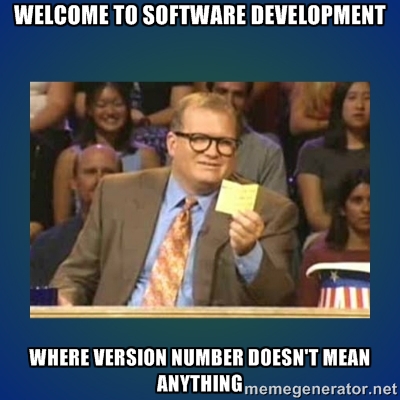 WELCOME TO SOFTWARE DEVELOPMENT
WHERE VERSION NUMBER DOESN'T MEAN
ANYTHING
memegenerator.net